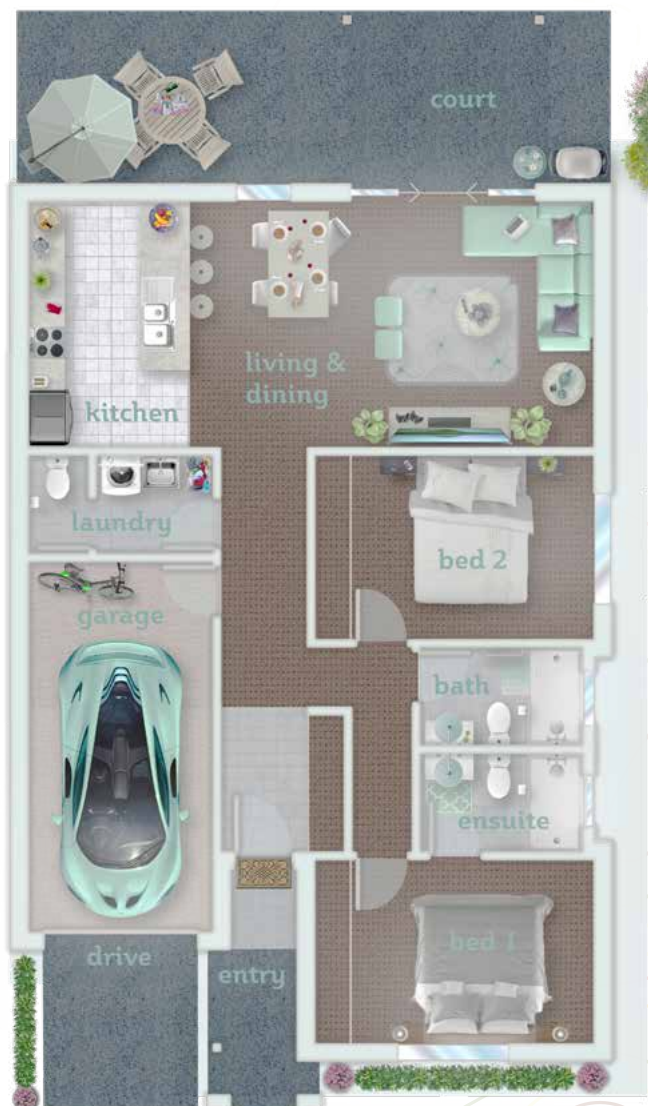 court
living &
dining
kitchen
laundry
bed 2
garage
bath
ensuite
bed 1
drive
entry